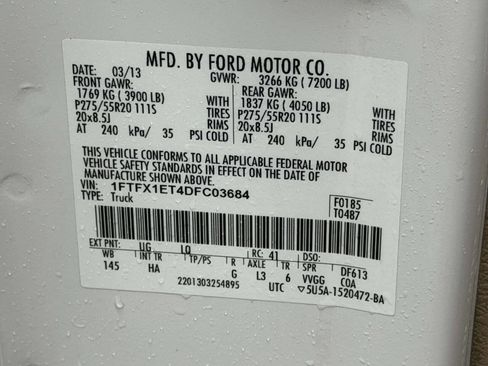 MFD. BY FORD MOTOR CO.
DATE: 03/13 GVWR: 3266 KG ( 7200 LB)
FRONT GAWR: REAR GAWR:
1769 KG ( 3900 LB) WITH 1837 KG ( 4050 LB) WITH
P275/55R20 111S TIRES P275/55R20 111S TIRES
20x8.5J RIMS 20x8.5J RIMS
AT 240 kPa/ 35 PSI COLD AT 240 kPa/ 35 PSI COLD
THIS VEHICLE CONFORMS TO ALL APPLICABLE FEDERAL MOTOR
VEHICLE SAFETY STANDARDS IN EFFECT ON THE DATE OF
MANUFACTURE SHOWN ABOVE.
VIN: 1FTFX1ET4DFC03684 F0185
TYPE: Truck T0487
EXT PNT: UG UG RC: 41 DSO:
WB INT TR TP/PS R AXLE TR SPR DF613
145 HA G L3 6 VVGG COA
2201303254895 UTC ▽5U5A-1520472-BA